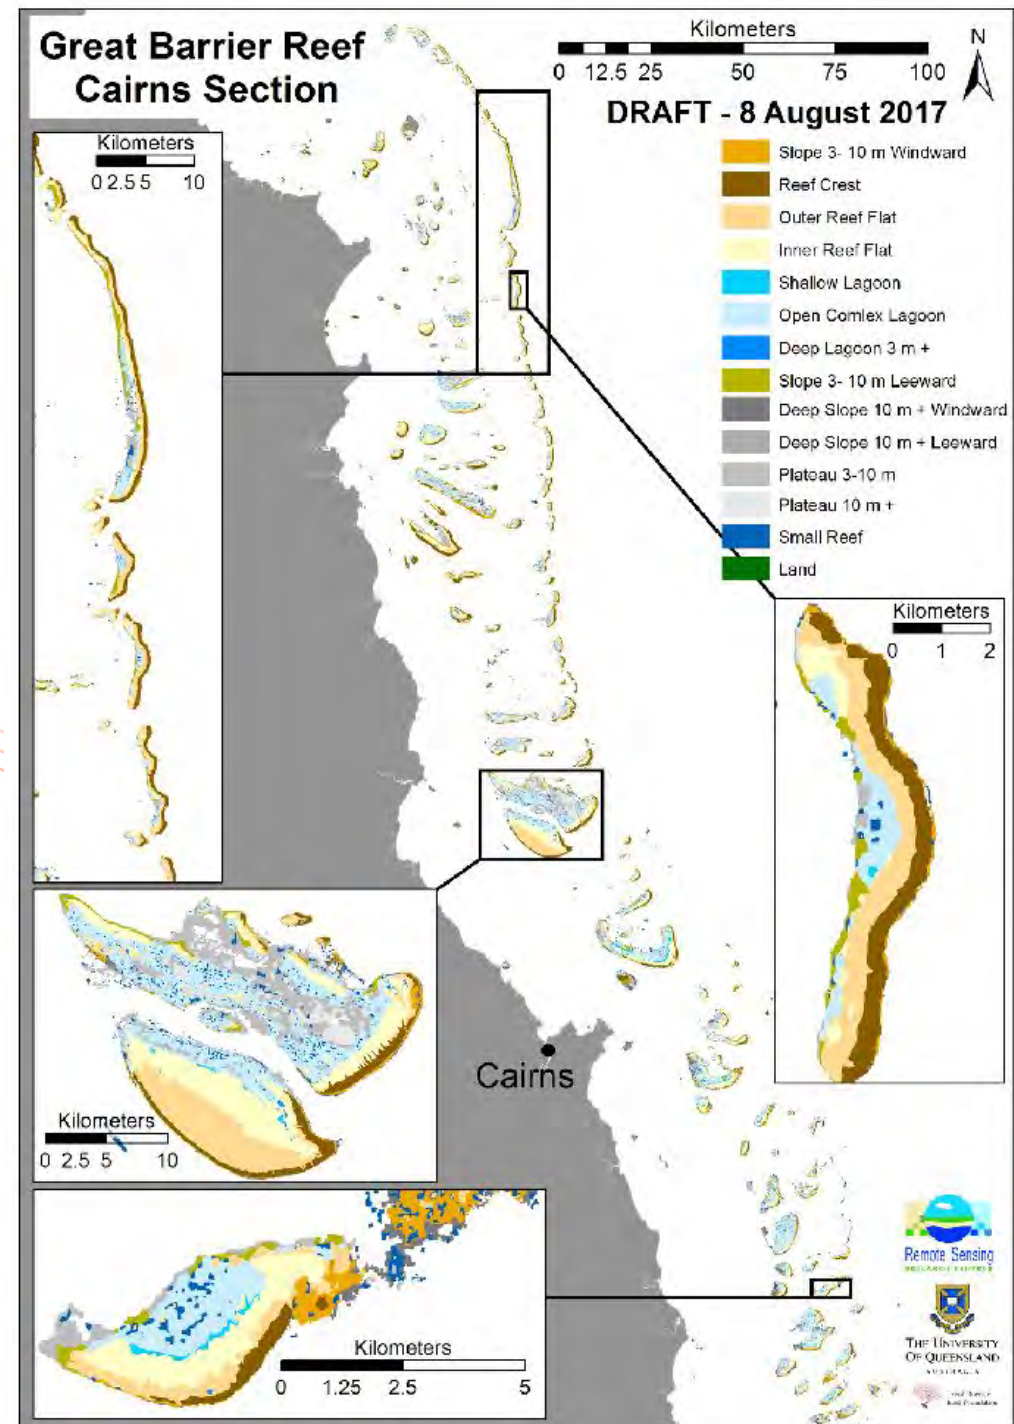 Great Barrier Reef
Cairns Section
Kilometers
0 12.5 25 50 75 100
N
DRAFT - 8 August 2017
Slope 3- 10 m Windward
Reef Crest
Outer Reef Flat
Inner Reef Flat
Shallow Lagoon
Open Comlex Lagoon
Deep Lagoon 3 m +
Slope 3- 10 m Leeward
Deep Slope 10 m + Windward
Deep Slope 10 m + Leeward
Plateau 3-10 m
Plateau 10 m +
Small Reef
Land
Kilometers
0 2.5 5 10
Kilometers
0 1 2
Cairns
Kilometers
0 2.5 5 10
Kilometers
0 1.25 2.5 5
Remote Sensing
RESEARCH CENTRE
THE UNIVERSITY
OF QUEENSLAND
AUSTRALIA